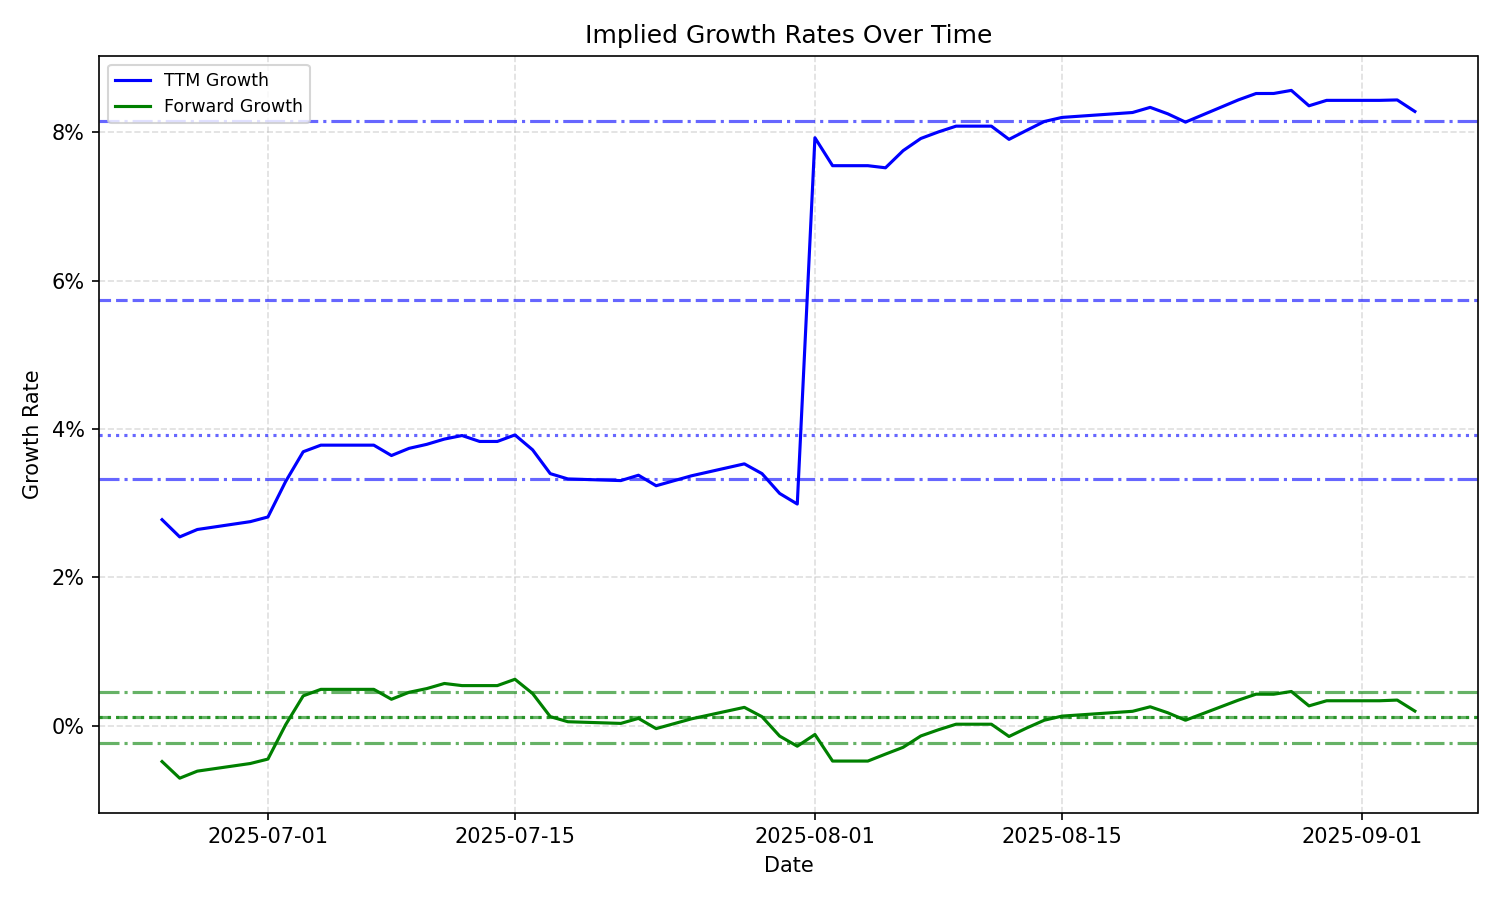 Implied Growth Rates Over Time
TTM Growth
Forward Growth
8%
6%
4%
2%
0%
Growth Rate
2025-07-01
2025-07-15
2025-08-01
2025-08-15
2025-09-01
Date